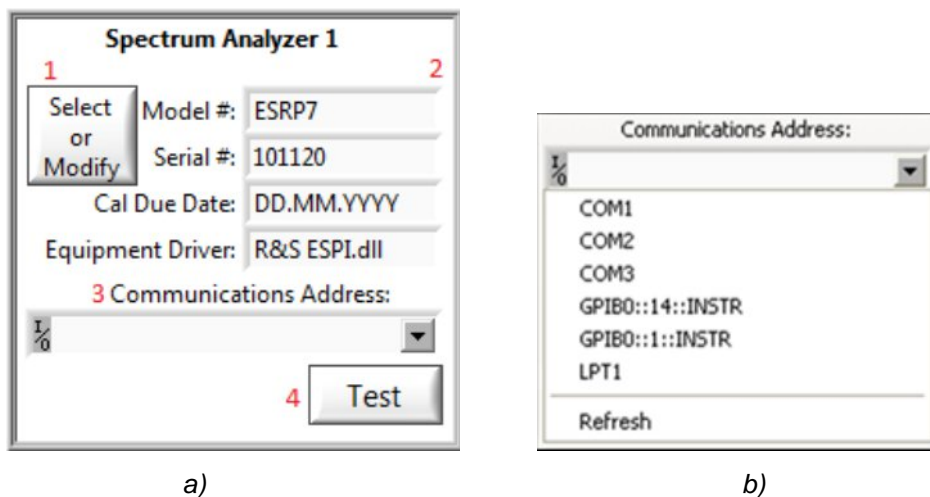 Spectrum Analyzer 1
1
2
Select
or
Modify
Model #: ESRP7
Serial #: 101120
Cal Due Date: DD.MM.YYYY
Equipment Driver: R&S ESPI.dll
3 Communications Address:
I/O
4 Test
a)
Communications Address:
I/O
COM1
COM2
COM3
GPIB0::14::INSTR
GPIB0::1::INSTR
LPT1
Refresh
b)